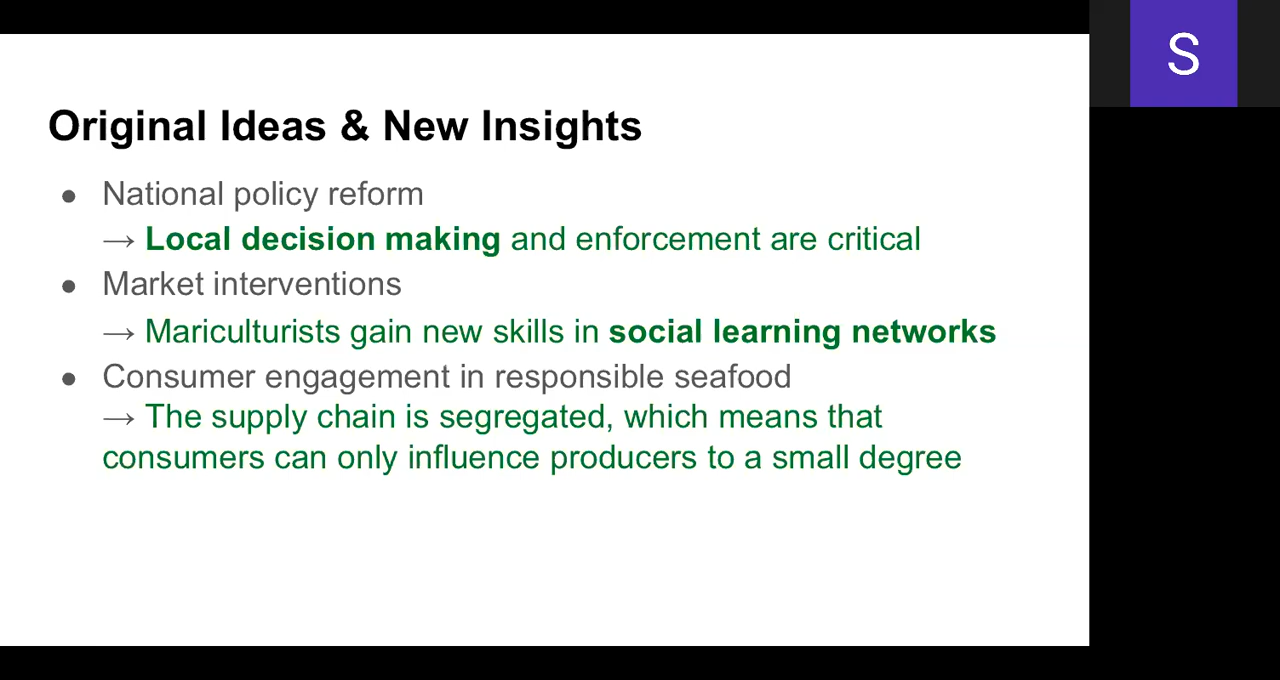 S
Original Ideas & New Insights
● National policy reform
→ Local decision making and enforcement are critical
● Market interventions
→ Mariculturists gain new skills in social learning networks
● Consumer engagement in responsible seafood
→ The supply chain is segregated, which means that
consumers can only influence producers to a small degree